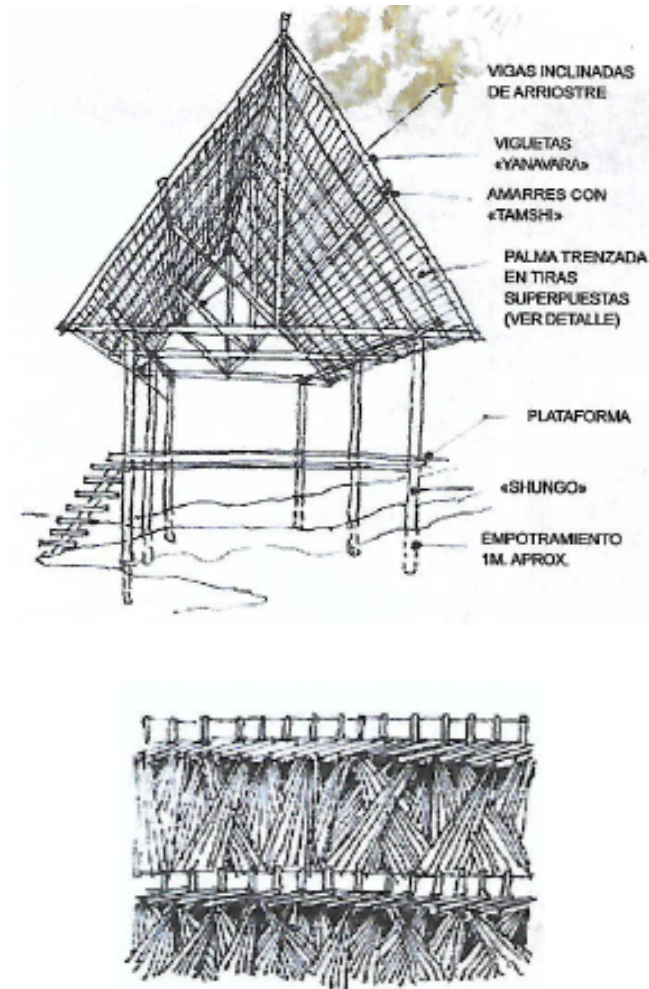 VIGAS INCLINADAS
DE ARRIOSTRE
VIGUETAS
«YANAVARA»
AMARRES CON
«TAMSHI»
PALMA TRENZADA
EN TIRAS
SUPERPUESTAS
(VER DETALLE)
PLATAFORMA
«SHUNGO»
EMPOTRAMIENTO
1M. APROX.